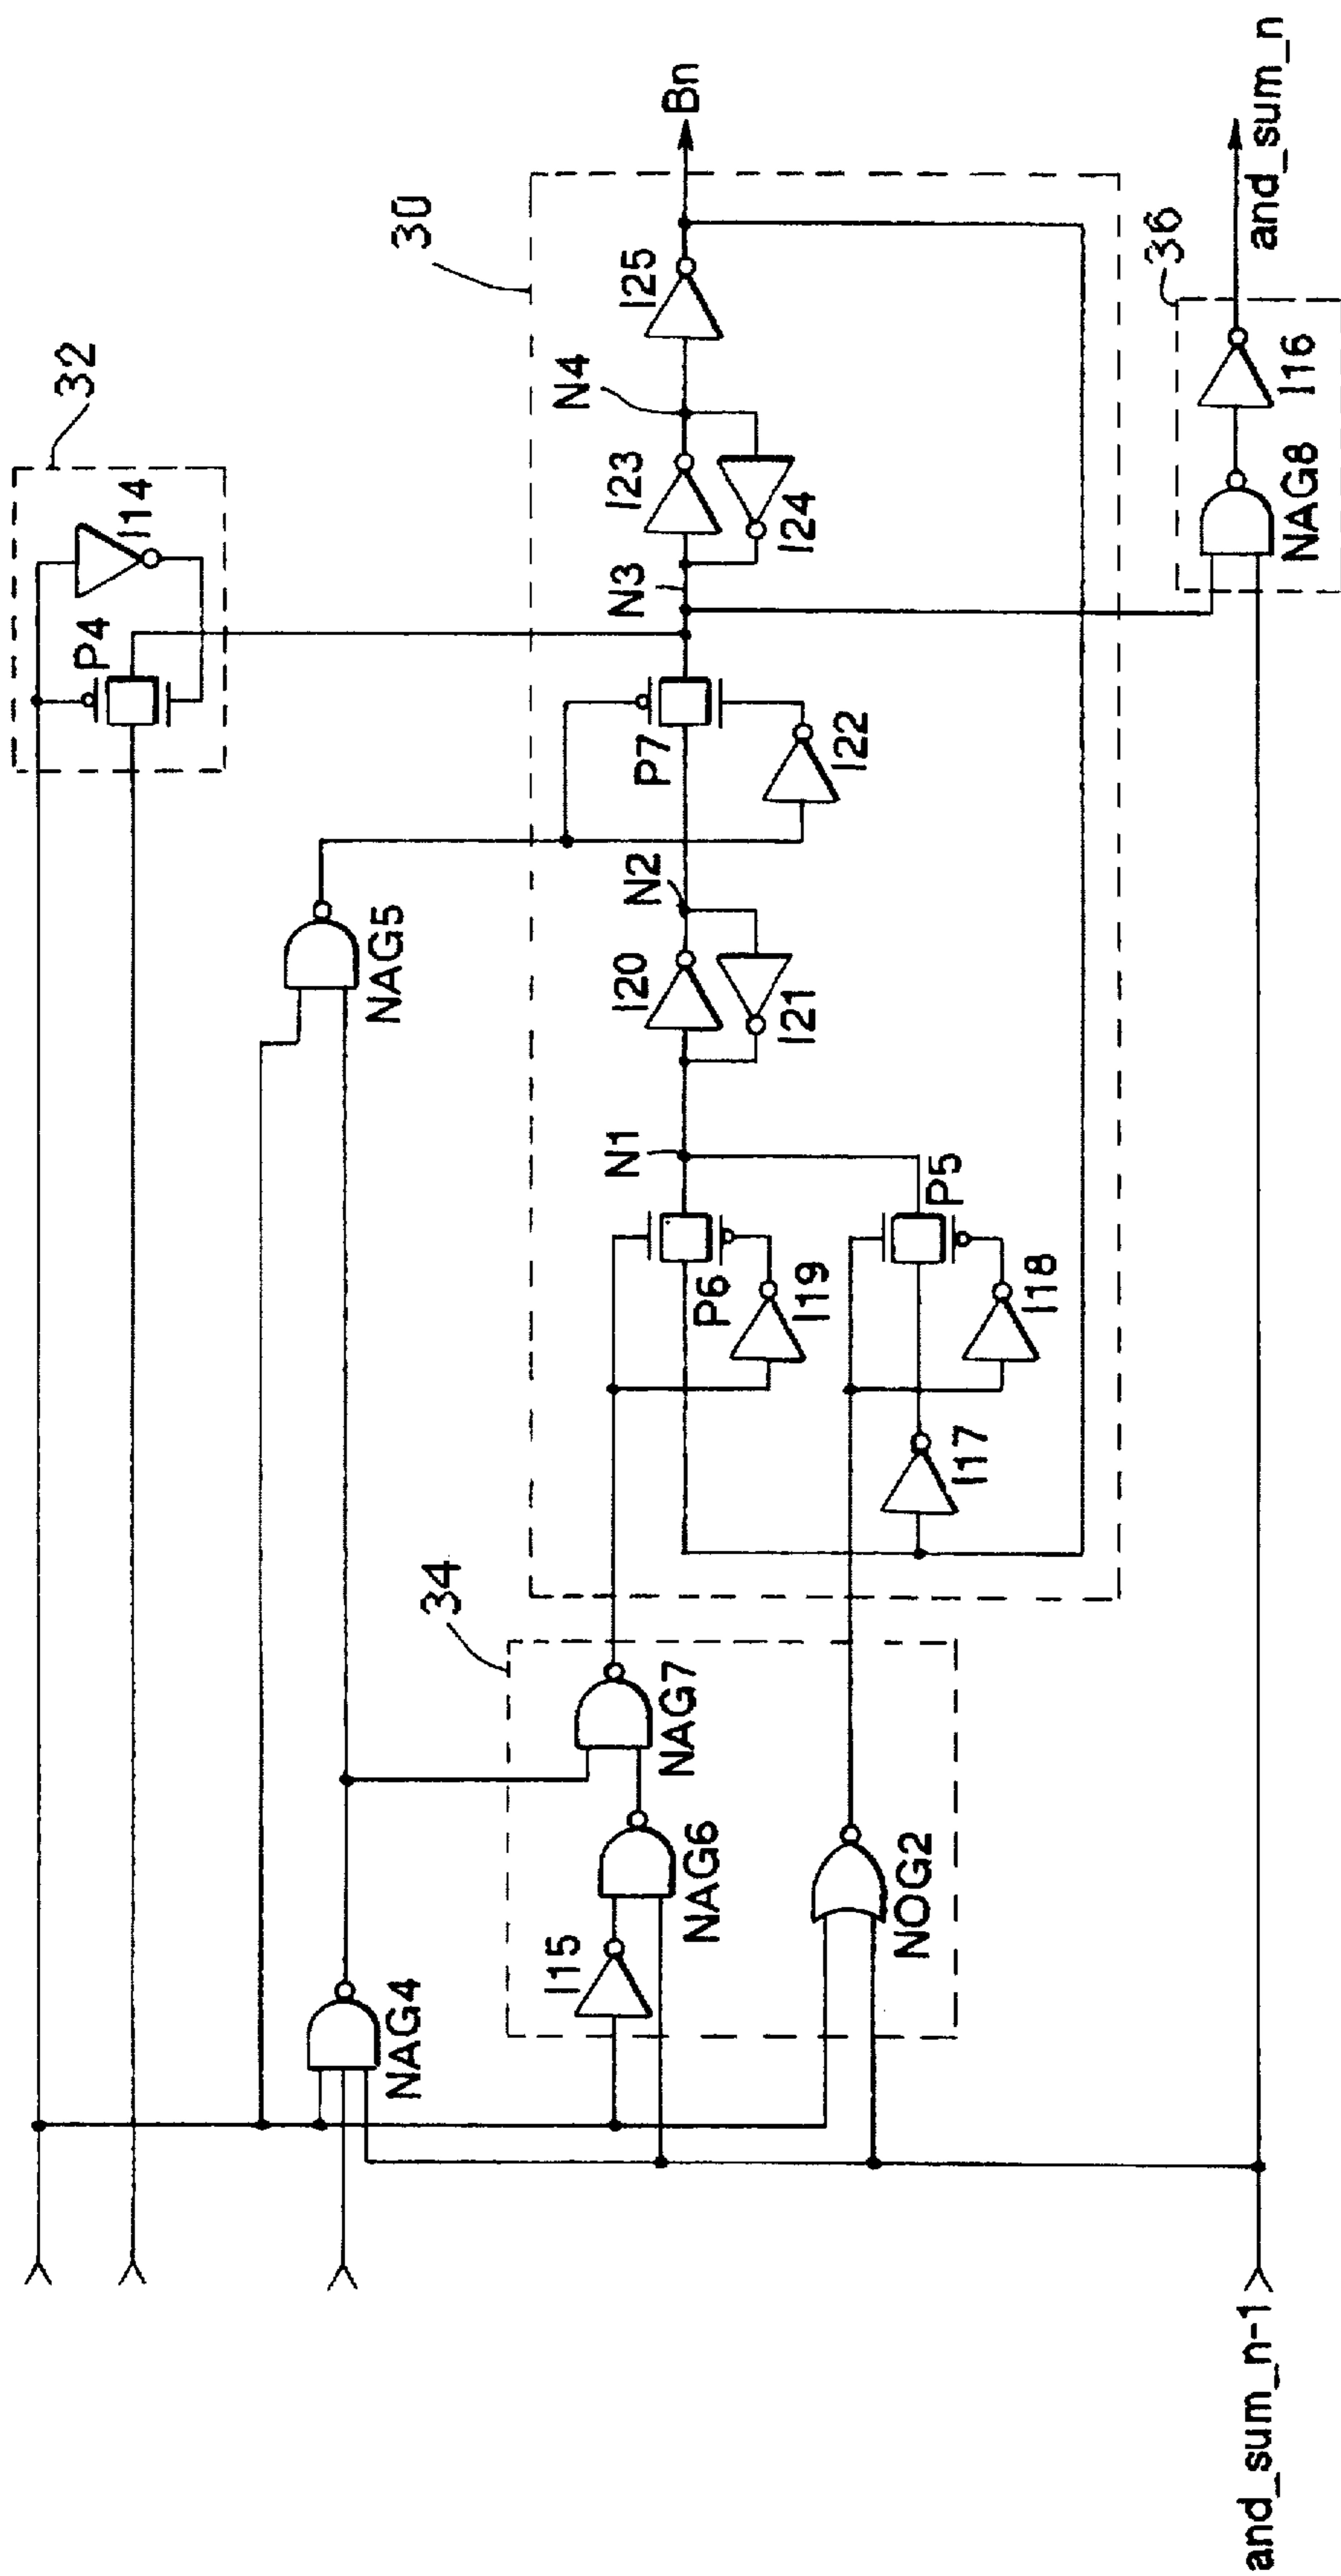 32
P4
I14
NAG5
30
NAG4
34
I15
NAG6
NAG7
NOG2
P6
I19
N1
I17
I18
P5
I20
I21
N2
P7
I22
N3
I23
I24
N4
I25
Bn
36
NAG8
I16
and_sum_n
and_sum_n-1